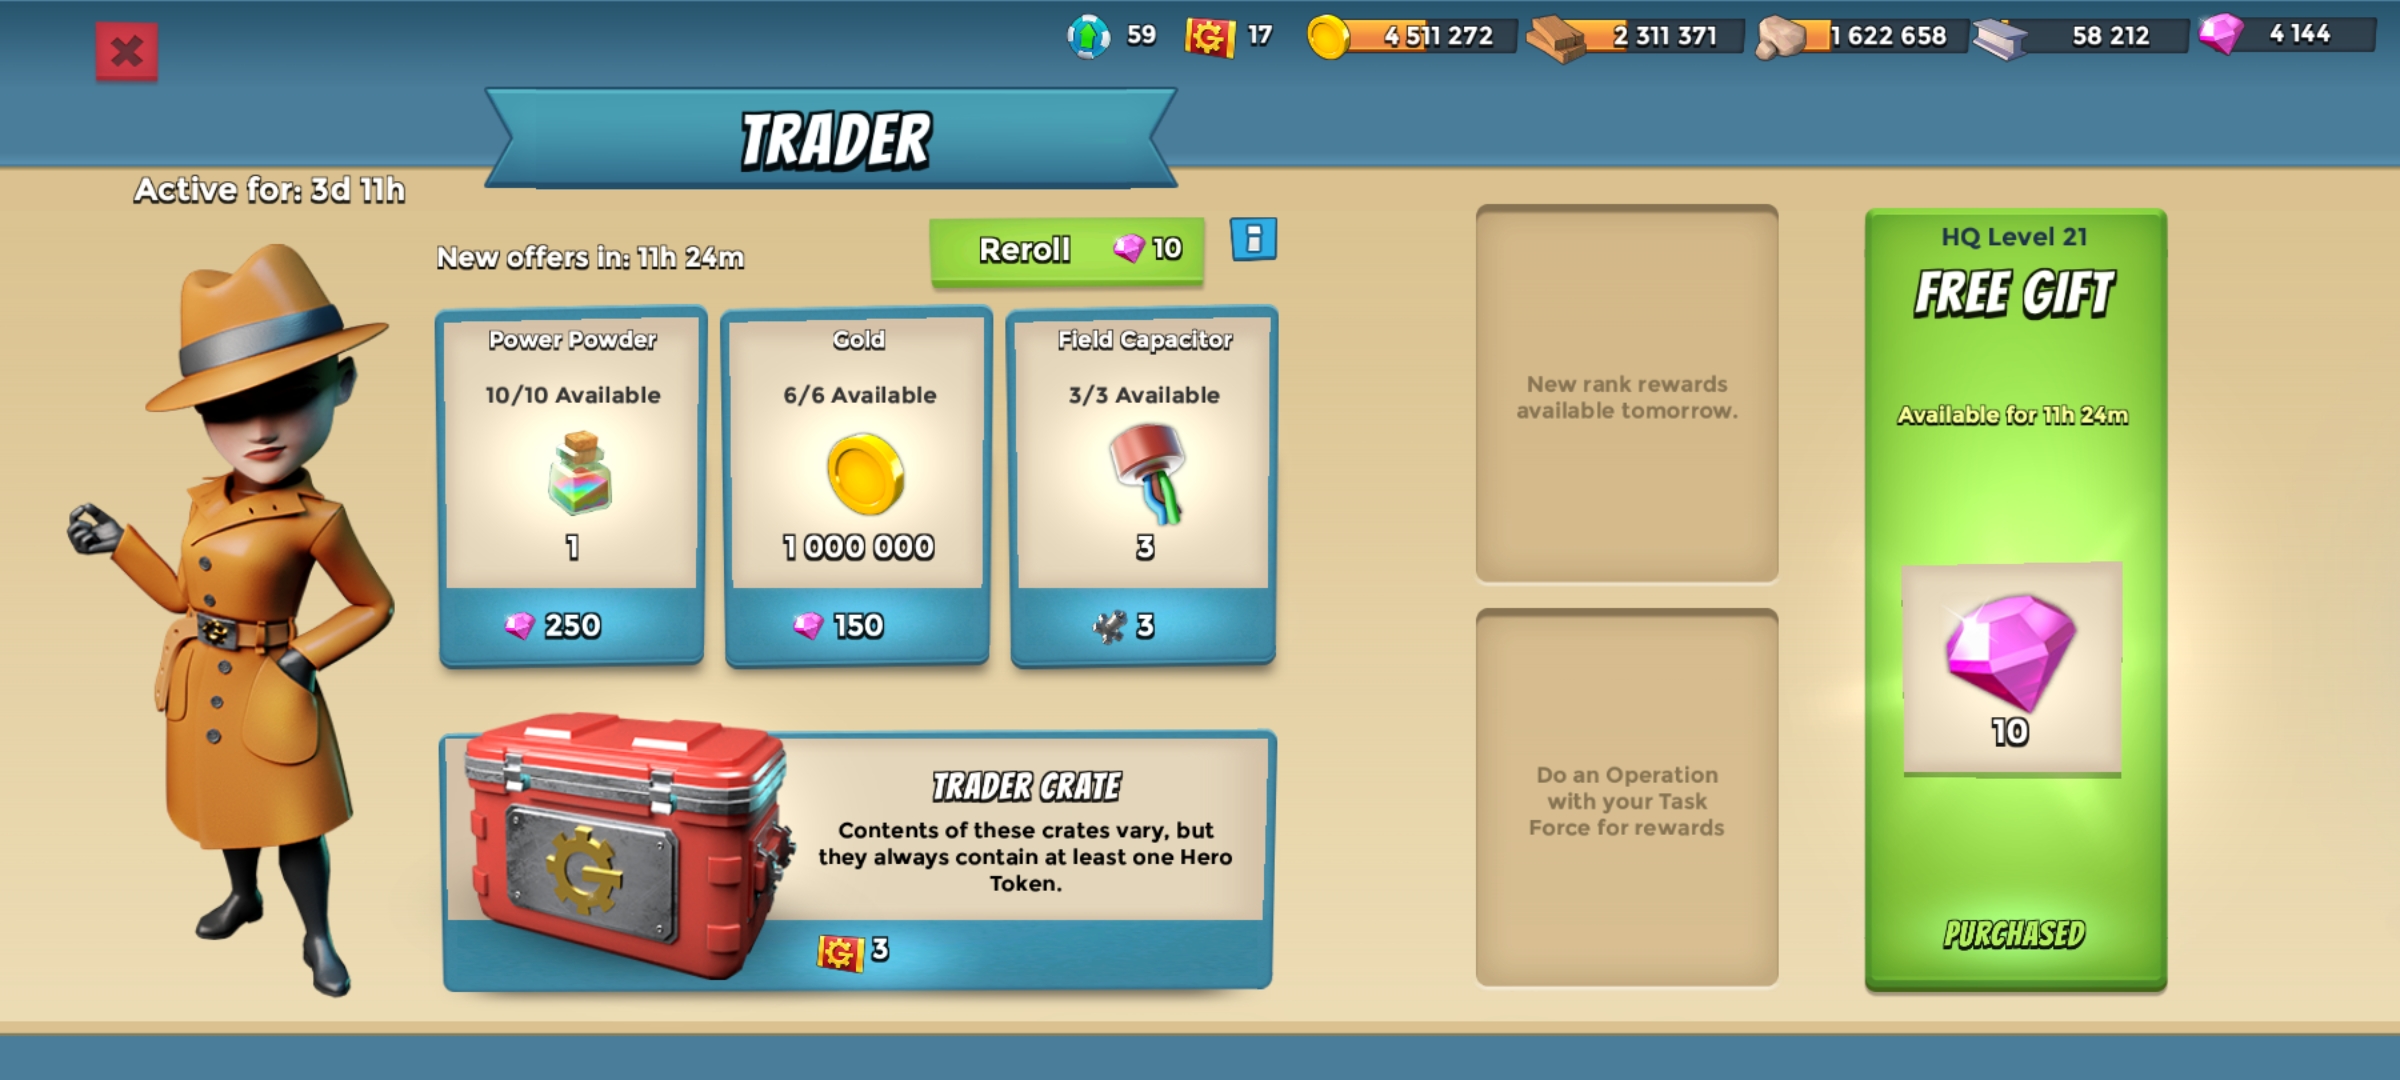 59
17
4 511 272
2 311 371
1 622 658
58 212
4 144
TRADER
Active for: 3d 11h
New offers in: 11h 24m
Reroll 10
i
Power Powder
10/10 Available
1
250
Gold
6/6 Available
1 000 000
150
Field Capacitor
3/3 Available
3
3
TRADER CRATE
Contents of these crates vary, but
they always contain at least one Hero
Token.
G
3
New rank rewards
available tomorrow.
Do an Operation
with your Task
Force for rewards
HQ Level 21
FREE GIFT
Available for 11h 24m
10
PURCHASED